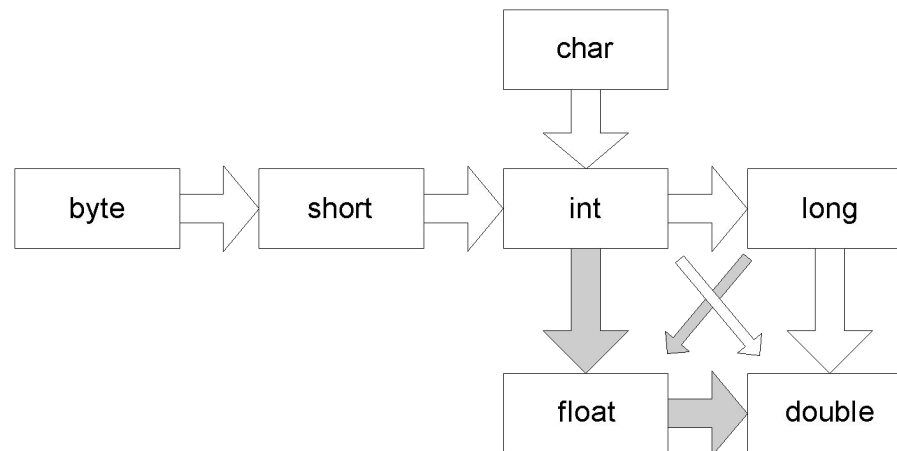 char
byte
short
int
long
float
double